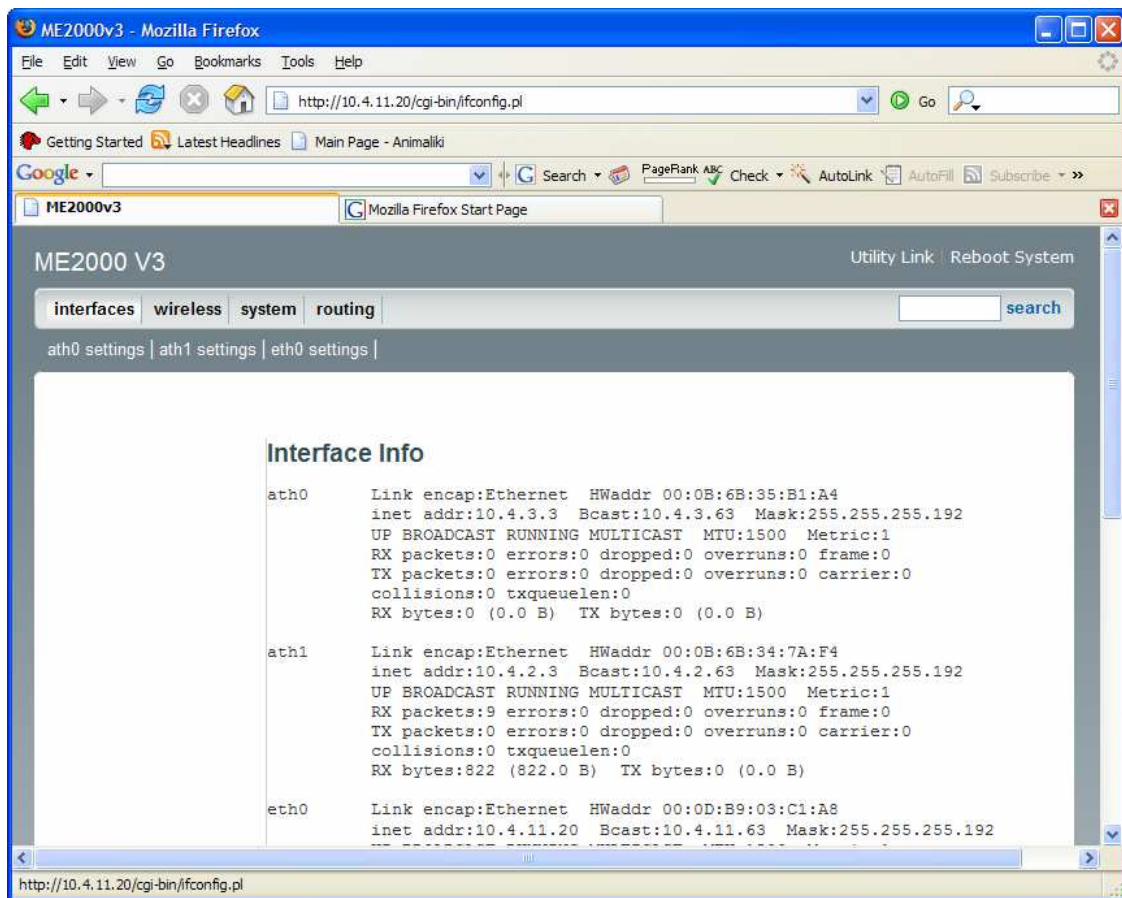 ME2000v3 - Mozilla Firefox
File Edit View Go Bookmarks Tools Help
http://10.4.11.20/cgi-bin/ifconfig.pl Go
Getting Started Latest Headlines Main Page - Animaliki
Google Search PageRank ABC Check AutoLink AutoFill Subscribe
ME2000v3 Mozilla Firefox Start Page
ME2000 V3 Utility Link | Reboot System
interfaces wireless system routing search
ath0 settings | ath1 settings | eth0 settings |
Interface Info
ath0 Link encap:Ethernet HWaddr 00:0B:6B:35:B1:A4
inet addr:10.4.3.3 Bcast:10.4.3.63 Mask:255.255.255.192
UP BROADCAST RUNNING MULTICAST MTU:1500 Metric:1
RX packets:0 errors:0 dropped:0 overruns:0 frame:0
TX packets:0 errors:0 dropped:0 overruns:0 carrier:0
collisions:0 txqueuelen:0
RX bytes:0 (0.0 B) TX bytes:0 (0.0 B)
ath1 Link encap:Ethernet HWaddr 00:0B:6B:34:7A:F4
inet addr:10.4.2.3 Bcast:10.4.2.63 Mask:255.255.255.192
UP BROADCAST RUNNING MULTICAST MTU:1500 Metric:1
RX packets:9 errors:0 dropped:0 overruns:0 frame:0
TX packets:0 errors:0 dropped:0 overruns:0 carrier:0
collisions:0 txqueuelen:0
RX bytes:822 (822.0 B) TX bytes:0 (0.0 B)
eth0 Link encap:Ethernet HWaddr 00:0D:B9:03:C1:A8
inet addr:10.4.11.20 Bcast:10.4.11.63 Mask:255.255.255.192
http://10.4.11.20/cgi-bin/ifconfig.pl